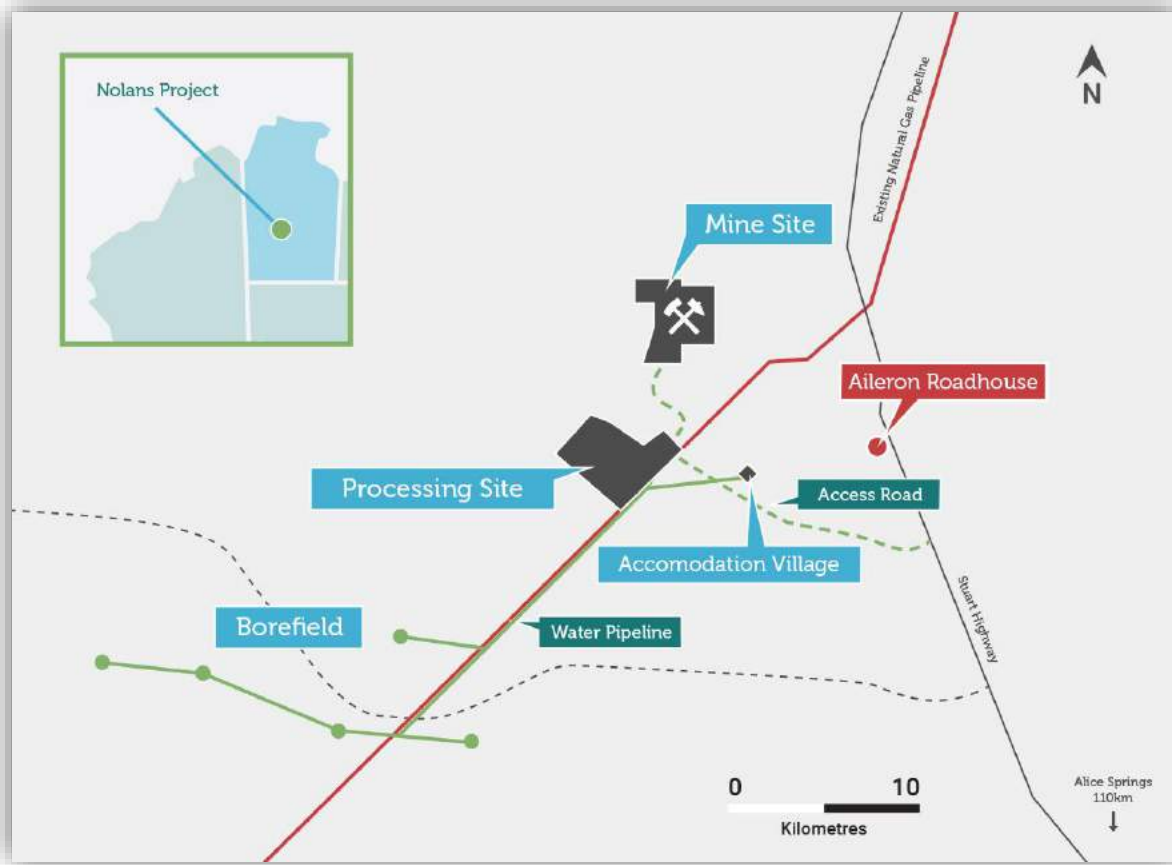 Nolans Project
N
Existing Natural Gas Pipeline
Mine Site
Aileron Roadhouse
Processing Site
Access Road
Accomodation Village
Borefield
Water Pipeline
Stuart Highway
0 10
Kilometres
Alice Springs
110km